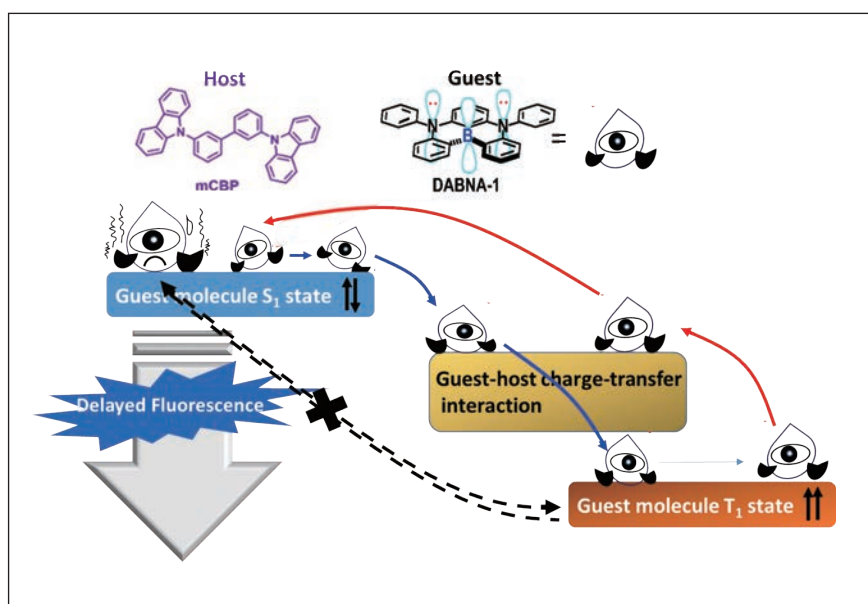 Host
Guest
N
N
mCBP
N
B
N
=
DABNA-1
Guest molecule S₁ state
Guest-host charge-transfer
interaction
Delayed Fluorescence
Guest molecule T₁ state